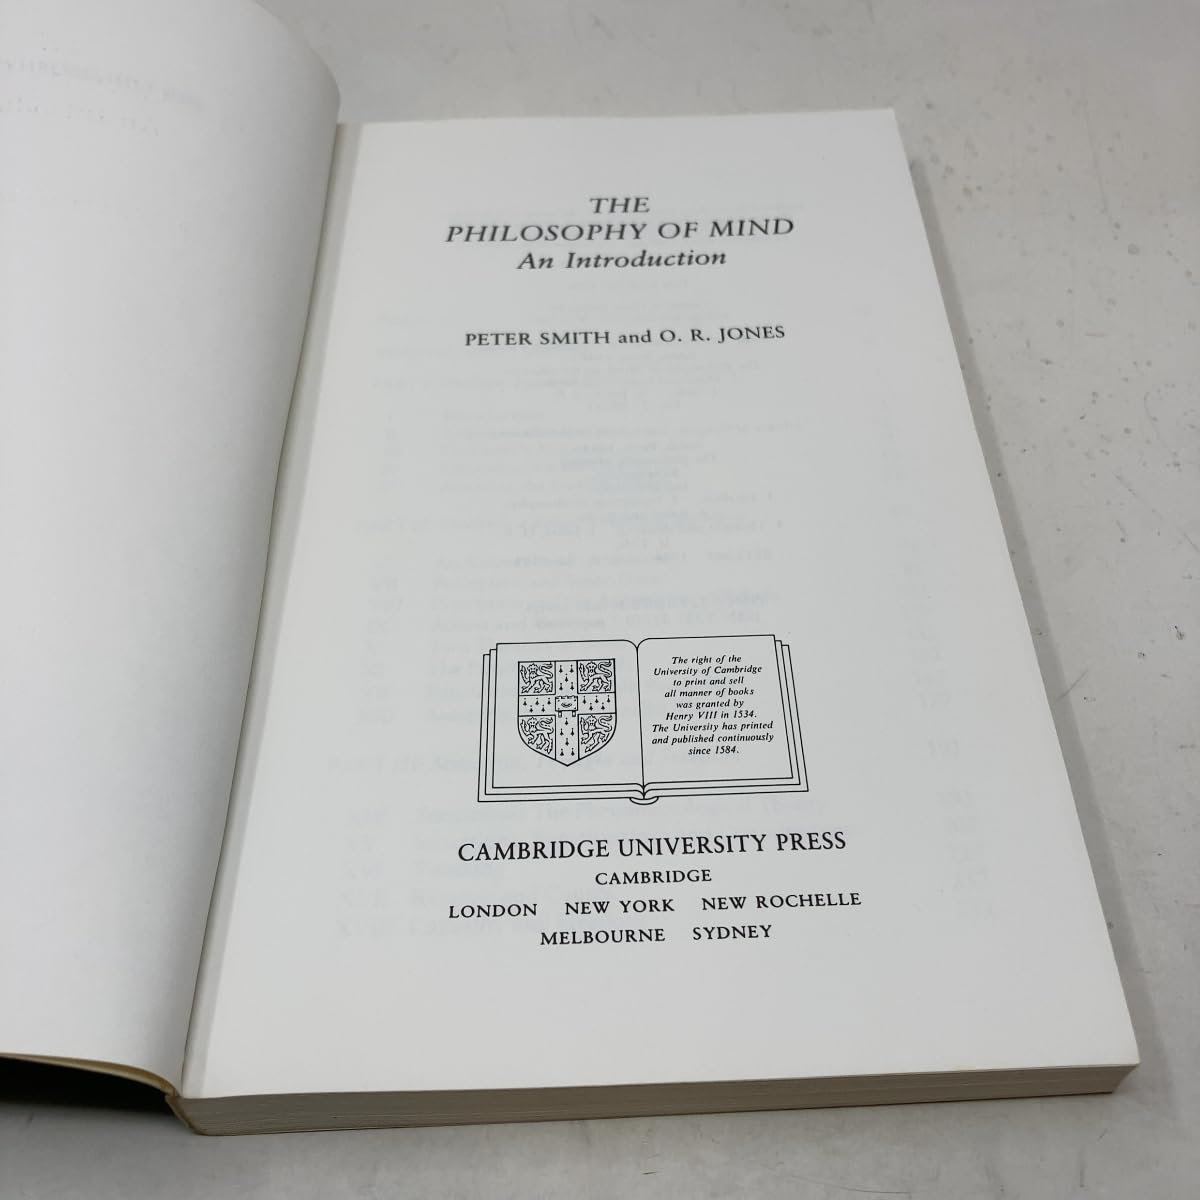 THE
PHILOSOPHY OF MIND
An Introduction
PETER SMITH and O. R. JONES
The right of the
University of Cambridge
to print and sell
all manner of books
was granted by
Henry VIII in 1534.
The University has printed
and published continuously
since 1584.
CAMBRIDGE UNIVERSITY PRESS
CAMBRIDGE
LONDON NEW YORK NEW ROCHELLE
MELBOURNE SYDNEY